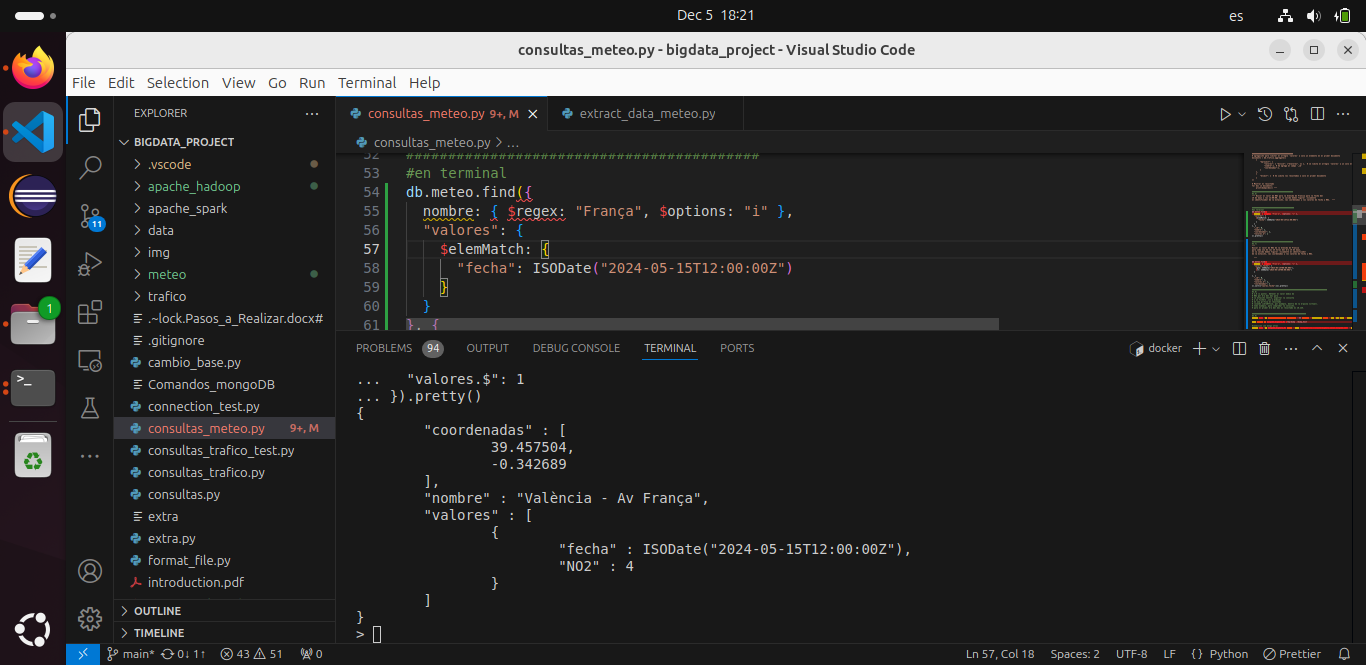 Dec 5 18:21
es
consultas_meteo.py - bigdata_project - Visual Studio Code
File Edit Selection View Go Run Terminal Help
EXPLORER
BIGDATA_PROJECT
.vscode
apache_hadoop
apache_spark
data
img
meteo
trafico
.~lock.Pasos_a_Realizar.docx#
.gitignore
cambio_base.py
Comandos_mongoDB
connection_test.py
consultas_meteo.py 9+, M
consultas_trafico_test.py
consultas_trafico.py
consultas.py
extra
extra.py
format_file.py
introduction.pdf
OUTLINE
TIMELINE
11
1
consultas_meteo.py 9+, M
extract_data_meteo.py
consultas_meteo.py > ...
52 ##########################################
53 #en terminal
54 db.meteo.find({
55 nombre: { $regex: "França", $options: "i" },
56 "valores": {
57 $elemMatch: {
58 "fecha": ISODate("2024-05-15T12:00:00Z")
59 }
60 }
61 }, {
PROBLEMS 94 OUTPUT DEBUG CONSOLE TERMINAL PORTS
docker
... "valores.$": 1
... }).pretty()
{
"coordenadas" : [
39.457504,
-0.342689
],
"nombre" : "València - Av França",
"valores" : [
{
"fecha" : ISODate("2024-05-15T12:00:00Z"),
"NO2" : 4
}
]
}
>
main* 0↓ 1↑ 43 51 0
Ln 57, Col 18 Spaces: 2 UTF-8 LF {} Python Prettier